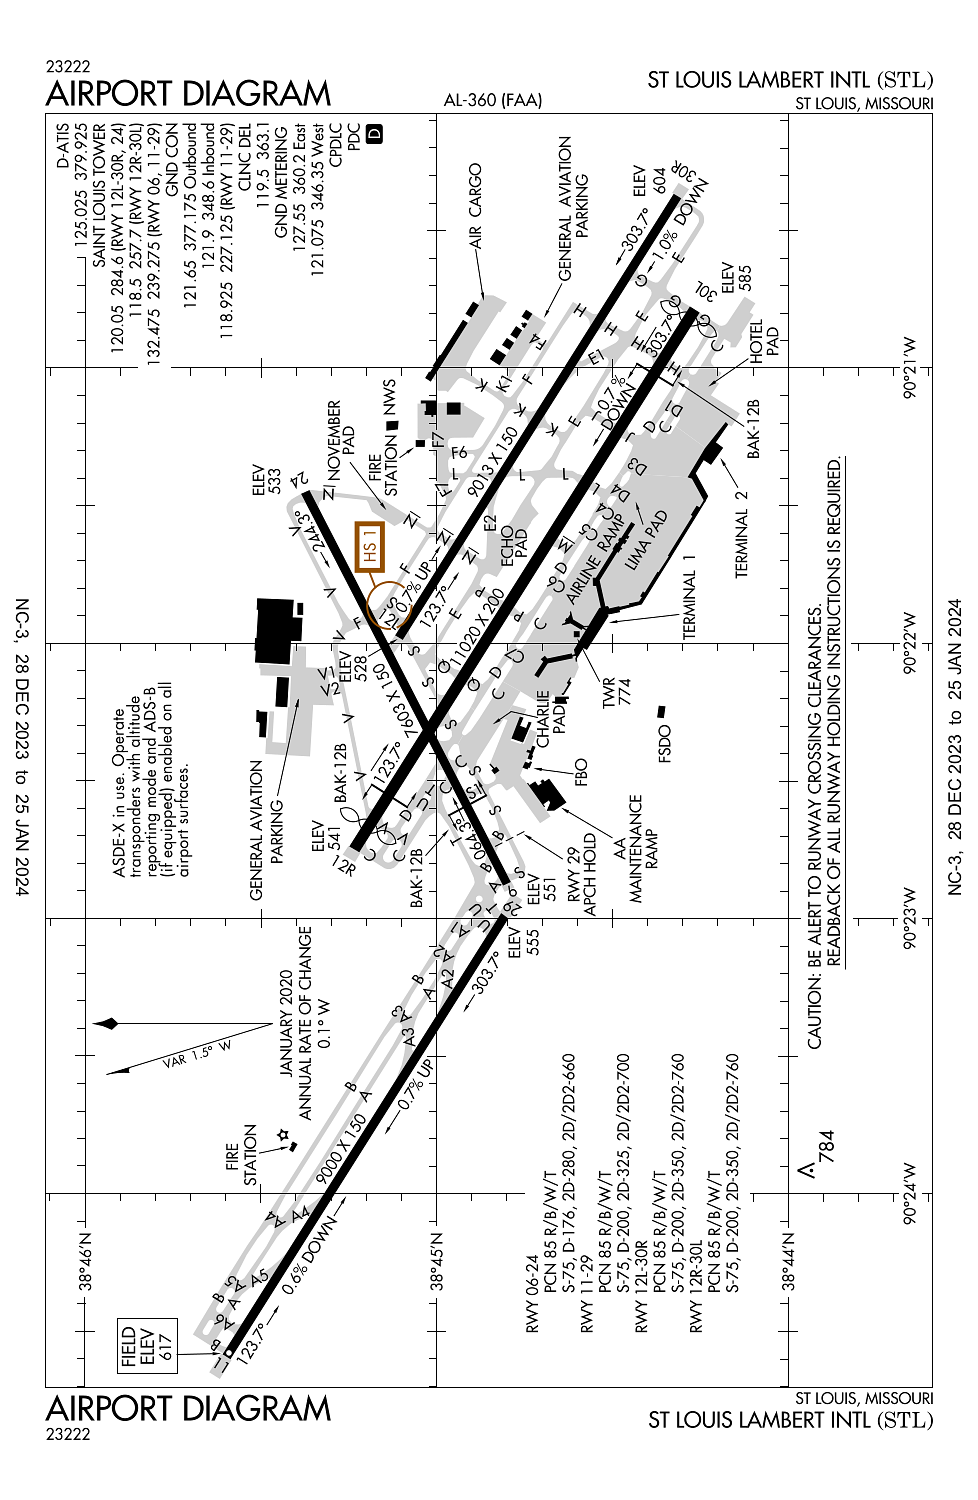 23222
AIRPORT DIAGRAM
AL-360 (FAA)
ST LOUIS LAMBERT INTL (STL)
ST LOUIS, MISSOURI
D-ATIS
125.025 379.925
SAINT LOUIS TOWER
120.05 284.6 (RWY 12L-30R, 24)
118.5 257.7 (RWY 12R-30L)
132.475 239.275 (RWY 06, 11-29)
GND CON
121.65 377.175 Outbound
121.9 348.6 Inbound
118.925 227.125 (RWY 11-29)
CLNC DEL
119.5 363.1
GND METERING
127.55 360.2 East
121.075 346.35 West
CPDLC
PDC
D
AIR CARGO
GENERAL AVIATION
PARKING
ELEV
604
30R
303.7°
1.0% DOWN
ELEV
585
30L
303.7°
0.7%
DOWN
HOTEL
PAD
BAK-12B
90°21'W
NWS
FIRE
STATION
NOVEMBER
PAD
ELEV
533
24
244.3°
HS 1
9013 X 150
0.7% UP
123.7°
12L
ELEV
528
ECHO
PAD
11020 X 200
7603 X 150
AIRLINE RAMP
LIMA PAD
TERMINAL 2
TERMINAL 1
TWR
774
FSDO
CHARLIE
PAD
FBO
AA
MAINTENANCE
RAMP
RWY 29
APCH HOLD
90°22'W
GENERAL AVIATION
PARKING
BAK-12B
123.7°
ELEV
541
12R
BAK-12B
064.3°
ELEV
551
6
29
ELEV
555
303.7°
90°23'W
ASDE-X in use. Operate
transponders with altitude
reporting mode and ADS-B
(if equipped) enabled on all
airport surfaces.
VAR 1.5° W
JANUARY 2020
ANNUAL RATE OF CHANGE
0.1° W
FIRE
STATION
9000 X 150
0.7% UP
0.6% DOWN
123.7°
11
FIELD
ELEV
617
A
A1
A2
A2
A3
A3
A4
A4
A5
A5
A6
B
C
D
D1
D3
D4
E
E1
E2
F
F4
F6
F7
F7
G
H
K
K1
L
M
N
P
Q
S
T
U
V
V1
V2
C4
C5
C6
38°46'N
38°45'N
38°44'N
90°24'W
RWY 06-24
PCN 85 R/B/W/T
S-75, D-176, 2D-280, 2D/2D2-660
RWY 11-29
PCN 85 R/B/W/T
S-75, D-200, 2D-325, 2D/2D2-700
RWY 12L-30R
PCN 85 R/B/W/T
S-75, D-200, 2D-350, 2D/2D2-760
RWY 12R-30L
PCN 85 R/B/W/T
S-75, D-200, 2D-350, 2D/2D2-760
784
CAUTION: BE ALERT TO RUNWAY CROSSING CLEARANCES.
READBACK OF ALL RUNWAY HOLDING INSTRUCTIONS IS REQUIRED.
NC-3, 28 DEC 2023 to 25 JAN 2024
NC-3, 28 DEC 2023 to 25 JAN 2024
AIRPORT DIAGRAM
23222
ST LOUIS, MISSOURI
ST LOUIS LAMBERT INTL (STL)